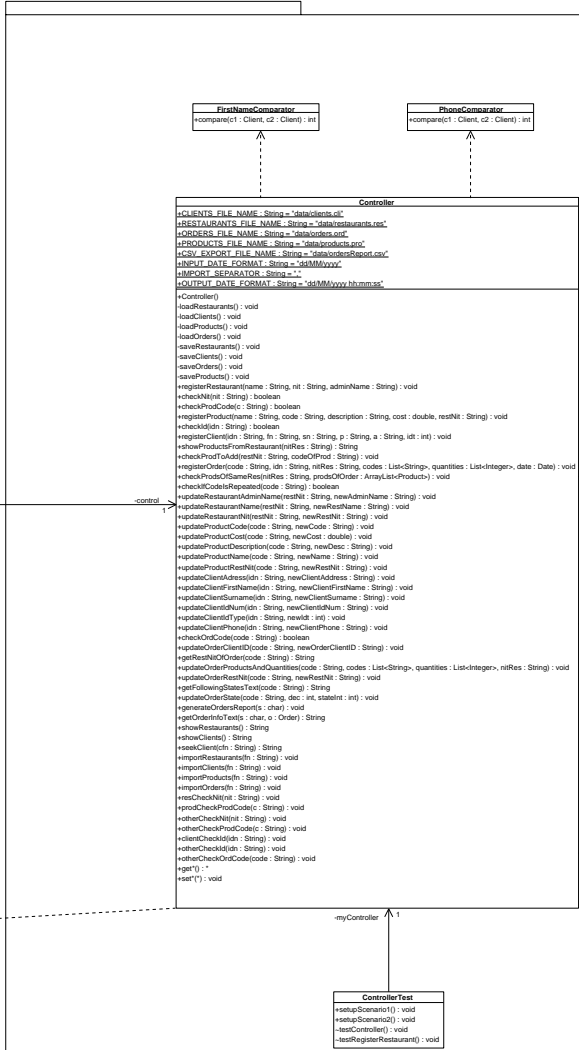 FirstNameComparator
+compare(c1 : Client, c2 : Client) : int
PhoneComparator
+compare(c1 : Client, c2 : Client) : int
Controller
+CLIENTS_FILE_NAME : String = "data/clients.cli"
+RESTAURANTS_FILE_NAME : String = "data/restaurants.res"
+ORDERS_FILE_NAME : String = "data/orders.ord"
+PRODUCTS_FILE_NAME : String = "data/products.pro"
+CSV_EXPORT_FILE_NAME : String = "data/ordersReport.csv"
+INPUT_DATE_FORMAT : String = "dd/MM/yyyy"
+IMPORT_SEPARATOR : String = ","
+OUTPUT_DATE_FORMAT : String = "dd/MM/yyyy hh:mm:ss"
+Controller()
-loadRestaurants() : void
-loadClients() : void
-loadProducts() : void
-loadOrders() : void
-saveRestaurants() : void
-saveClients() : void
-saveOrders() : void
-saveProducts() : void
+registerRestaurant(name : String, nit : String, adminName : String) : void
+checkNit(nit : String) : boolean
+checkProdCode(c : String) : boolean
+registerProduct(name : String, code : String, description : String, cost : double, restNit : String) : void
+checkId(idn : String) : boolean
+registerClient(idn : String, fn : String, sn : String, p : String, a : String, idt : int) : void
+showProductsFromRestaurant(nitRes : String) : String
+checkProdToAdd(restNit : String, codeOfProd : String) : void
+registerOrder(code : String, idn : String, nitRes : String, codes : List<String>, quantities : List<Integer>, date : Date) : void
+checkProdsOfSameRes(nitRes : String, prodsOfOrder : ArrayList<Product>) : void
+checkIfCodeIsRepeated(code : String) : boolean
+updateRestaurantAdminName(restNit : String, newAdminName : String) : void
+updateRestaurantName(restNit : String, newRestName : String) : void
+updateRestaurantNit(restNit : String, newRestNit : String) : void
+updateProductCode(code : String, newCode : String) : void
+updateProductCost(code : String, newCost : double) : void
+updateProductDescription(code : String, newDesc : String) : void
+updateProductName(code : String, newName : String) : void
+updateProductRestNit(code : String, newRestNit : String) : void
+updateClientAdress(idn : String, newClientAddress : String) : void
+updateClientFirstName(idn : String, newClientFirstName : String) : void
+updateClientSurname(idn : String, newClientSurname : String) : void
+updateClientIdNum(idn : String, newClientIdNum : String) : void
+updateClientIdType(idn : String, newIdt : int) : void
+updateClientPhone(idn : String, newClientPhone : String) : void
+checkOrdCode(code : String) : boolean
+updateOrderClientID(code : String, newOrderClientID : String) : void
+getRestNitOfOrder(code : String) : String
+updateOrderProductsAndQuantities(code : String, codes : List<String>, quantities : List<Integer>, nitRes : String) : void
+updateOrderRestNit(code : String, newRestNit : String) : void
+getFollowingStatesText(code : String) : String
+updateOrderState(code : String, dec : int, stateInt : int) : void
+generateOrdersReport(s : char) : void
+getOrderInfoText(s : char, o : Order) : String
+showRestaurants() : String
+showClients() : String
+seekClient(cfn : String) : String
+importRestaurants(fn : String) : void
+importClients(fn : String) : void
+importProducts(fn : String) : void
+importOrders(fn : String) : void
+resCheckNit(nit : String) : void
+prodCheckProdCode(c : String) : void
+otherCheckNit(nit : String) : void
+otherCheckProdCode(c : String) : void
+clientCheckId(idn : String) : void
+otherCheckId(idn : String) : void
+otherCheckOrdCode(code : String) : void
+get*() : *
+set*(*) : void
-control
1
-myController
1
ControllerTest
+setupScenario1() : void
+setupScenario2() : void
~testController() : void
~testRegisterRestaurant() : void